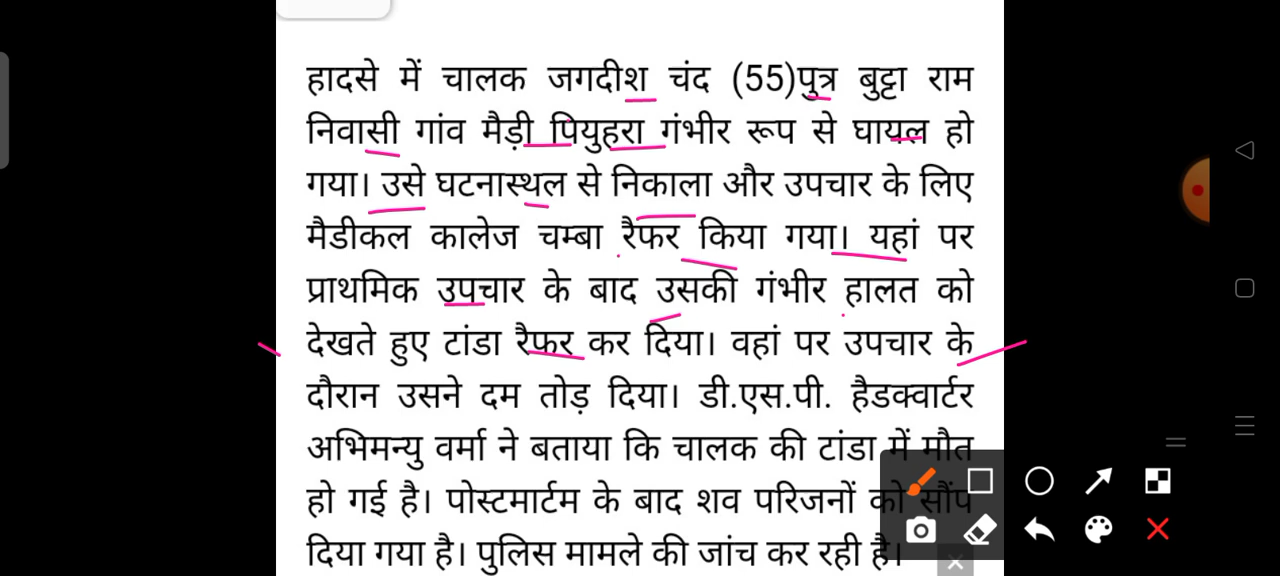 हादसे में चालक जगदीश चंद (55)पुत्र बुट्टा राम
निवासी गांव मैड़ी पियुहरा गंभीर रूप से घायल हो
गया। उसे घटनास्थल से निकाला और उपचार के लिए
मैडीकल कालेज चम्बा रैफर किया गया। यहां पर
प्राथमिक उपचार के बाद उसकी गंभीर हालत को
देखते हुए टांडा रैफर कर दिया। वहां पर उपचार के
दौरान उसने दम तोड़ दिया। डी.एस.पी. हैडक्वार्टर
अभिमन्यु वर्मा ने बताया कि चालक की टांडा में मौत
हो गई है। पोस्टमार्टम के बाद शव परिजनों को सौंप
दिया गया है। पुलिस मामले की जांच कर रही है।